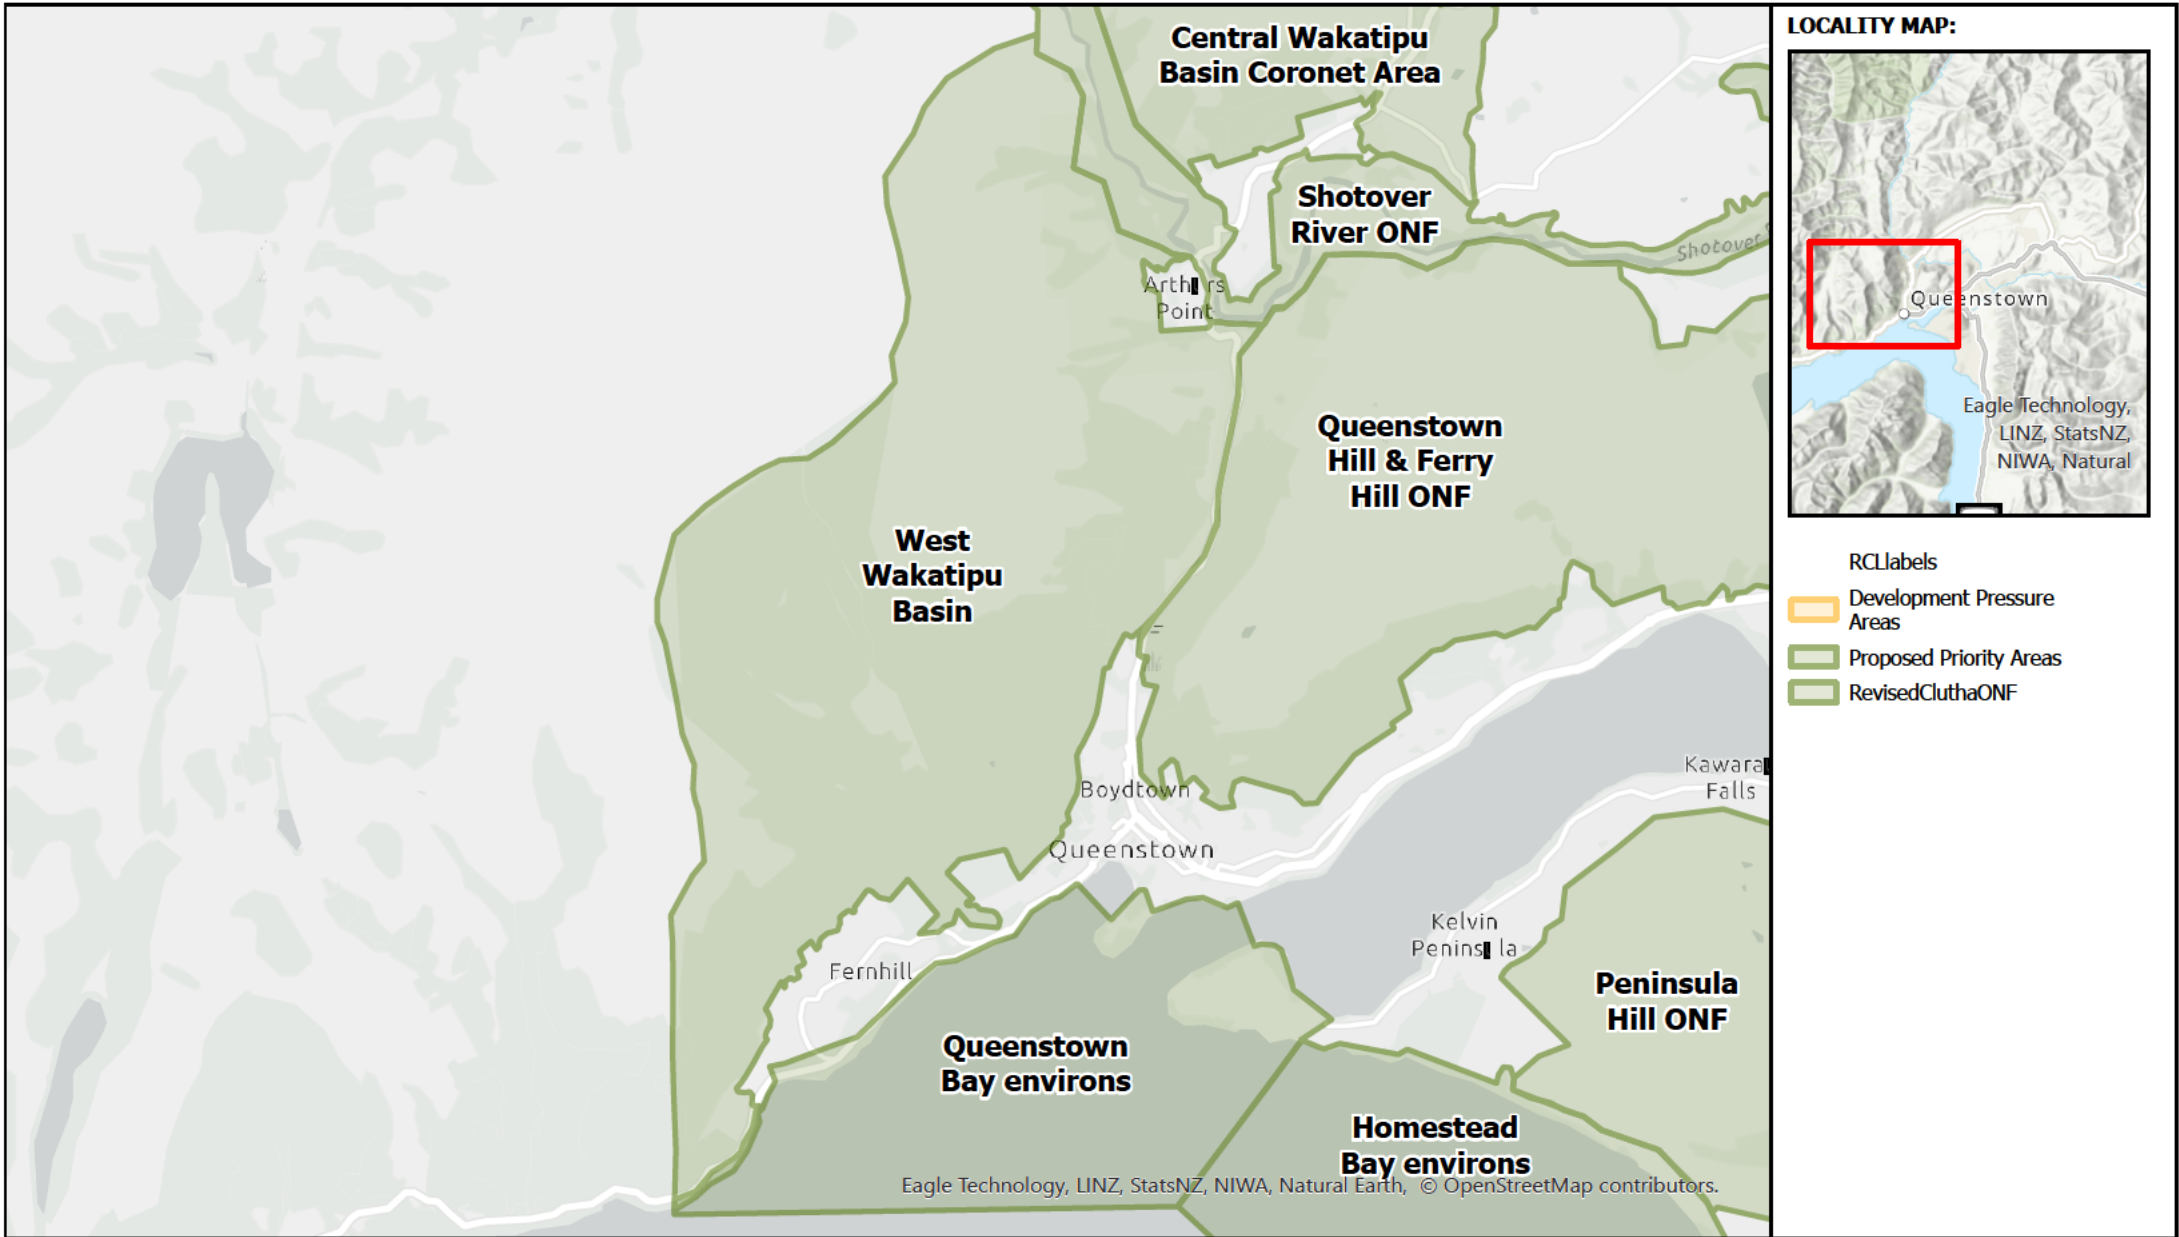 Central Wakatipu
Basin Coronet Area
Shotover
River ONF
Shotover
Arthurs
Point
Queenstown
Hill & Ferry
Hill ONF
West
Wakatipu
Basin
Boydtown
Queenstown
Kawarau
Falls
Kelvin
Peninsula
Fernhill
Peninsula
Hill ONF
Queenstown
Bay environs
Homestead
Bay environs
Eagle Technology, LINZ, StatsNZ, NIWA, Natural Earth, © OpenStreetMap contributors.
LOCALITY MAP:
Queenstown
Eagle Technology,
LINZ, StatsNZ,
NIWA, Natural
RCLlabels
Development Pressure
Areas
Proposed Priority Areas
RevisedCluthaONF